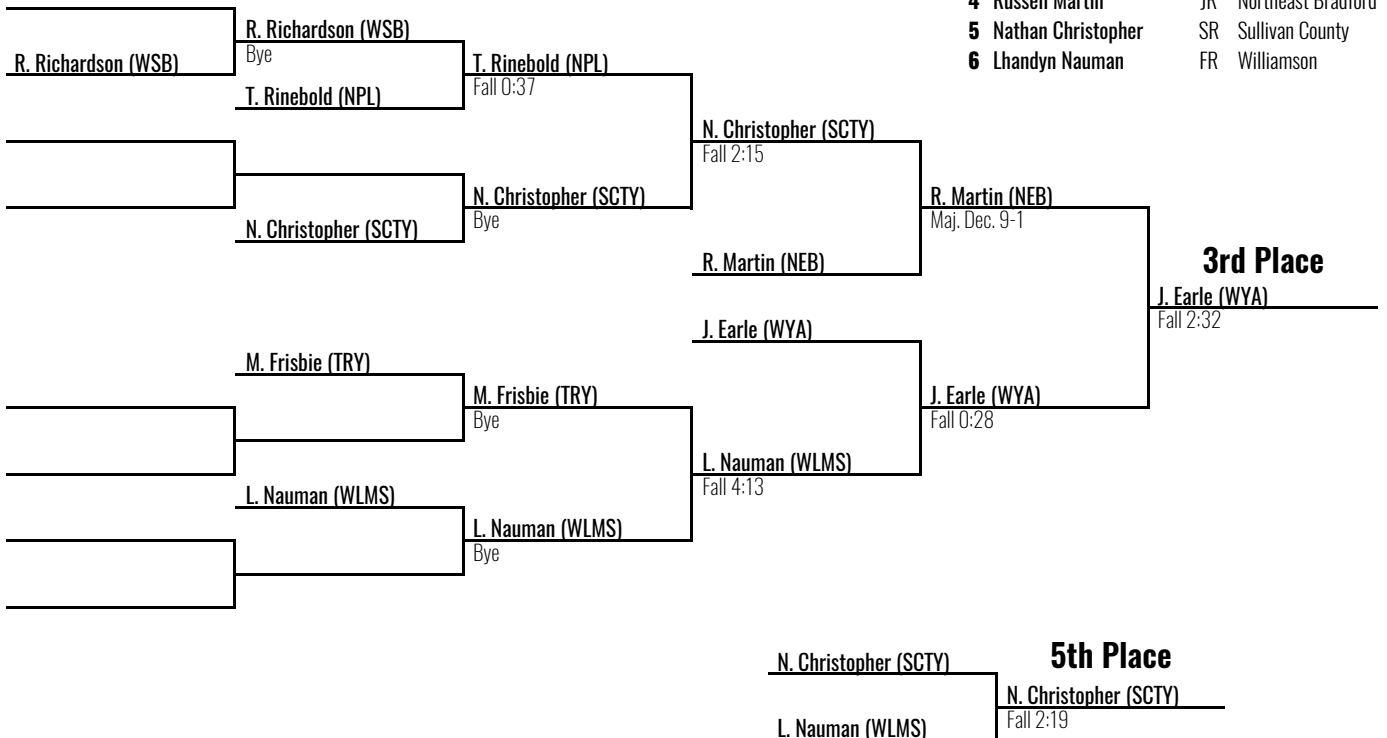 4 Russell Martin JR Northeast Bradford
5 Nathan Christopher SR Sullivan County
6 Lhandyn Nauman FR Williamson
R. Richardson (WSB)
R. Richardson (WSB)
Bye
T. Rinebold (NPL)
T. Rinebold (NPL)
Fall 0:37
N. Christopher (SCTY)
N. Christopher (SCTY)
Bye
N. Christopher (SCTY)
Fall 2:15
R. Martin (NEB)
R. Martin (NEB)
Maj. Dec. 9-1
3rd Place
J. Earle (WYA)
Fall 2:32
J. Earle (WYA)
J. Earle (WYA)
Fall 0:28
M. Frisbie (TRY)
M. Frisbie (TRY)
Bye
L. Nauman (WLMS)
Fall 4:13
L. Nauman (WLMS)
L. Nauman (WLMS)
Bye
5th Place
N. Christopher (SCTY)
N. Christopher (SCTY)
Fall 2:19
L. Nauman (WLMS)